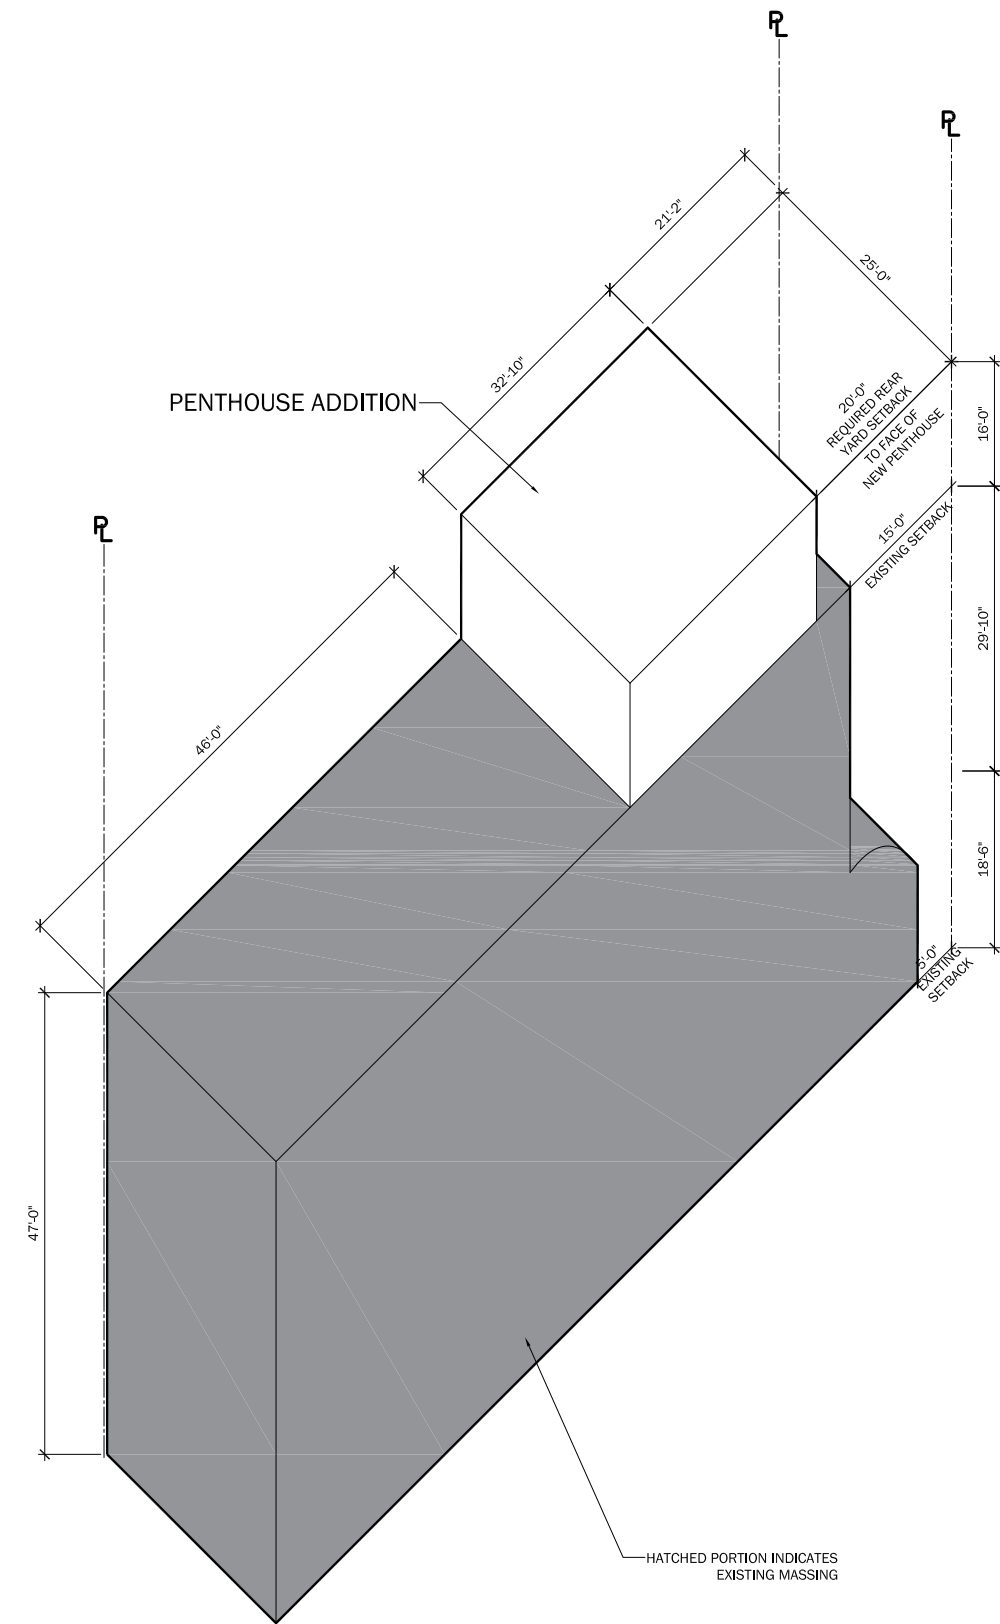 PL
PL
21'-2"
25'-0"
32'-10"
PENTHOUSE ADDITION
20'-0"
REQUIRED REAR
YARD SETBACK
TO FACE OF
NEW PENTHOUSE
16'-0"
15'-0"
EXISTING SETBACK
PL
29'-10"
46'-0"
18'-6"
5'-0"
EXISTING
SETBACK
47'-0"
HATCHED PORTION INDICATES
EXISTING MASSING